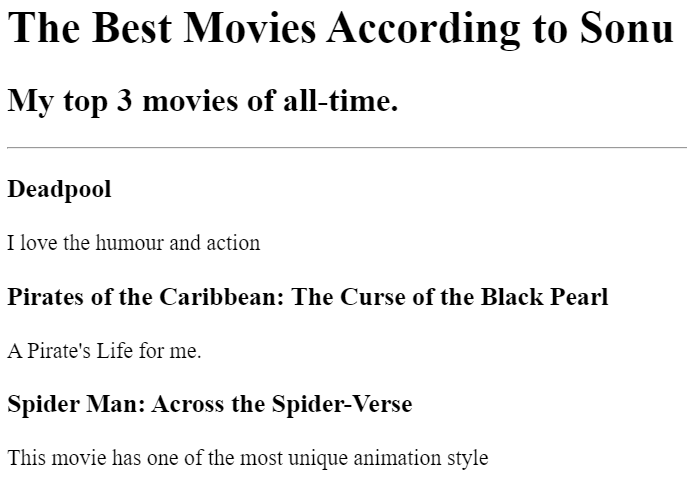 The Best Movies According to Sonu
My top 3 movies of all-time.
Deadpool
I love the humour and action
Pirates of the Caribbean: The Curse of the Black Pearl
A Pirate's Life for me.
Spider Man: Across the Spider-Verse
This movie has one of the most unique animation style